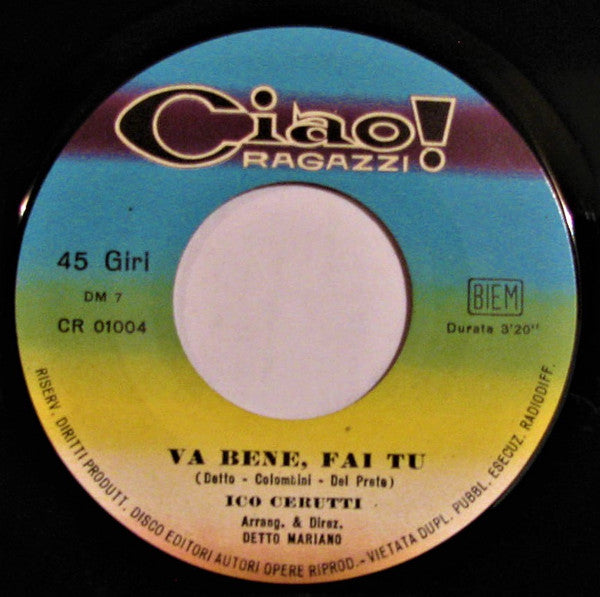 Ciao!
RAGAZZI
45 Giri
DM 7
CR 01004
BIEM
Durata 3'20"
VA BENE, FAI TU
(Detto - Colombini - Del Prete)
ICO CERUTTI
Arrang. & Direz.
DETTO MARIANO
RISERV. DIRITTI PRODUTT. DISCO EDITORI AUTORI OPERE RIPROD. - VIETATA DUPL. PUBBL. ESECUZ. RADIODIFF.